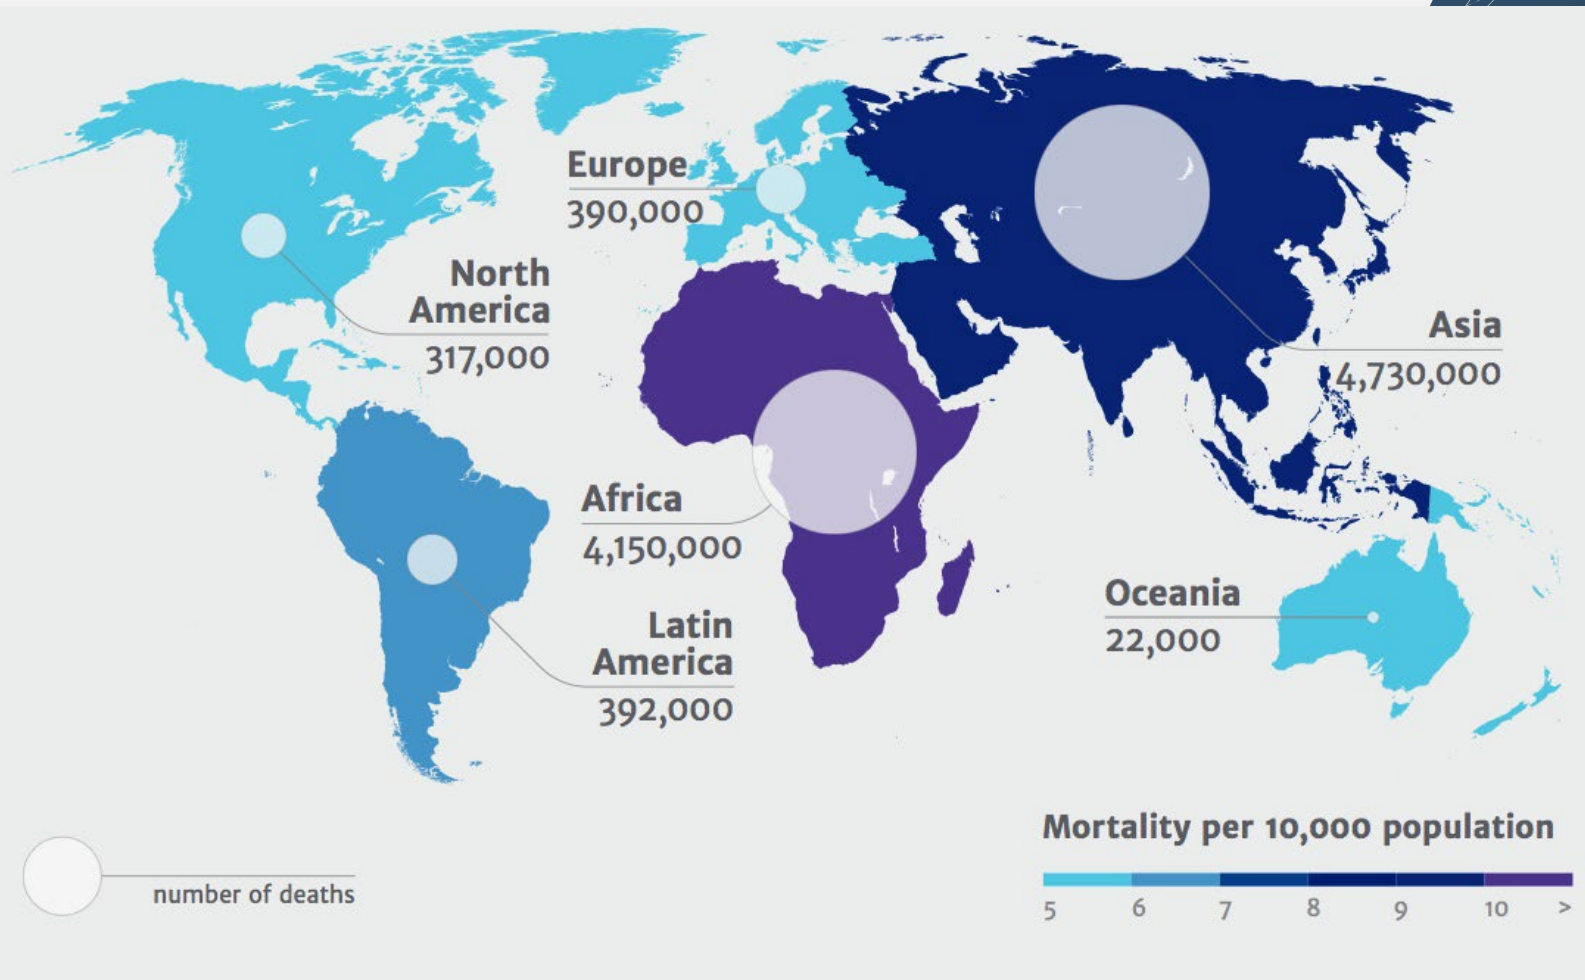 Europe
390,000
North
America
317,000
Asia
4,730,000
Africa
4,150,000
Oceania
22,000
Latin
America
392,000
Mortality per 10,000 population
5 6 7 8 9 10 >
number of deaths